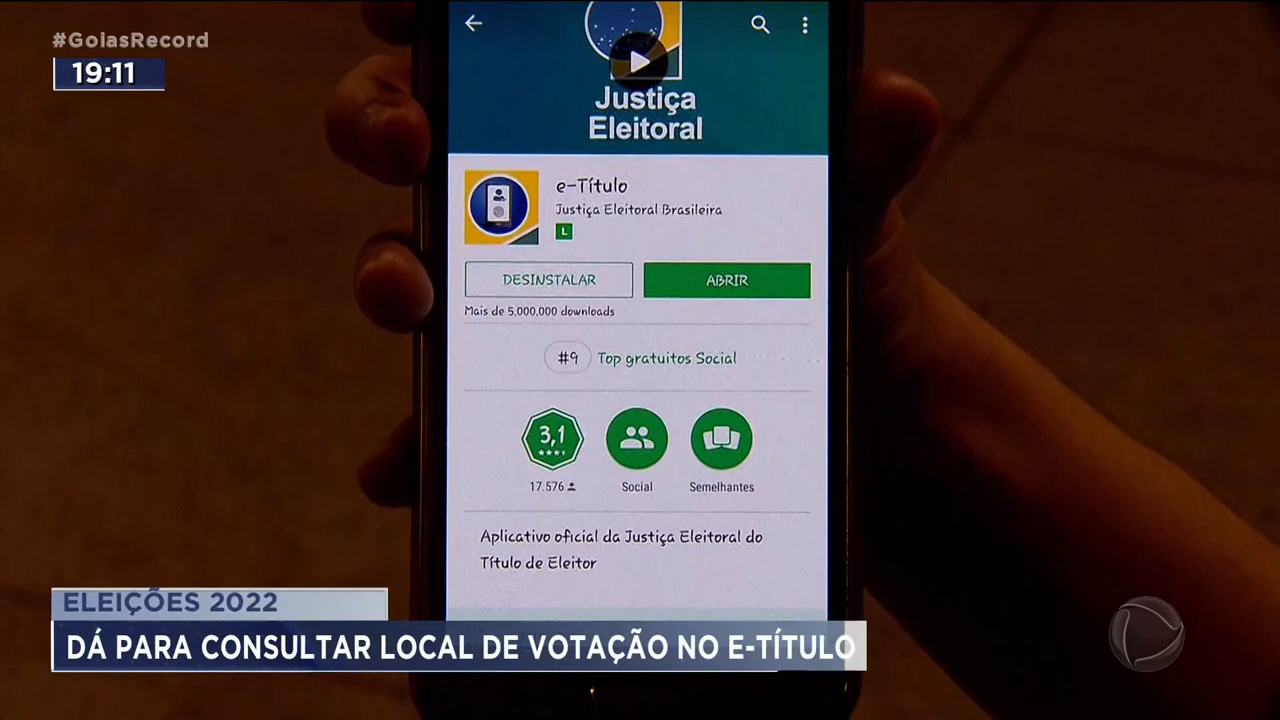 #GoiasRecord
19:11
Justiça
Eleitoral
e-Título
Justiça Eleitoral Brasileira
L
DESINSTALAR
ABRIR
Mais de 5.000.000 downloads
#9 Top gratuitos Social
3,1
17.576
Social
Semelhantes
Aplicativo oficial da Justiça Eleitoral do
Título de Eleitor
ELEIÇÕES 2022
DÁ PARA CONSULTAR LOCAL DE VOTAÇÃO NO E-TÍTULO